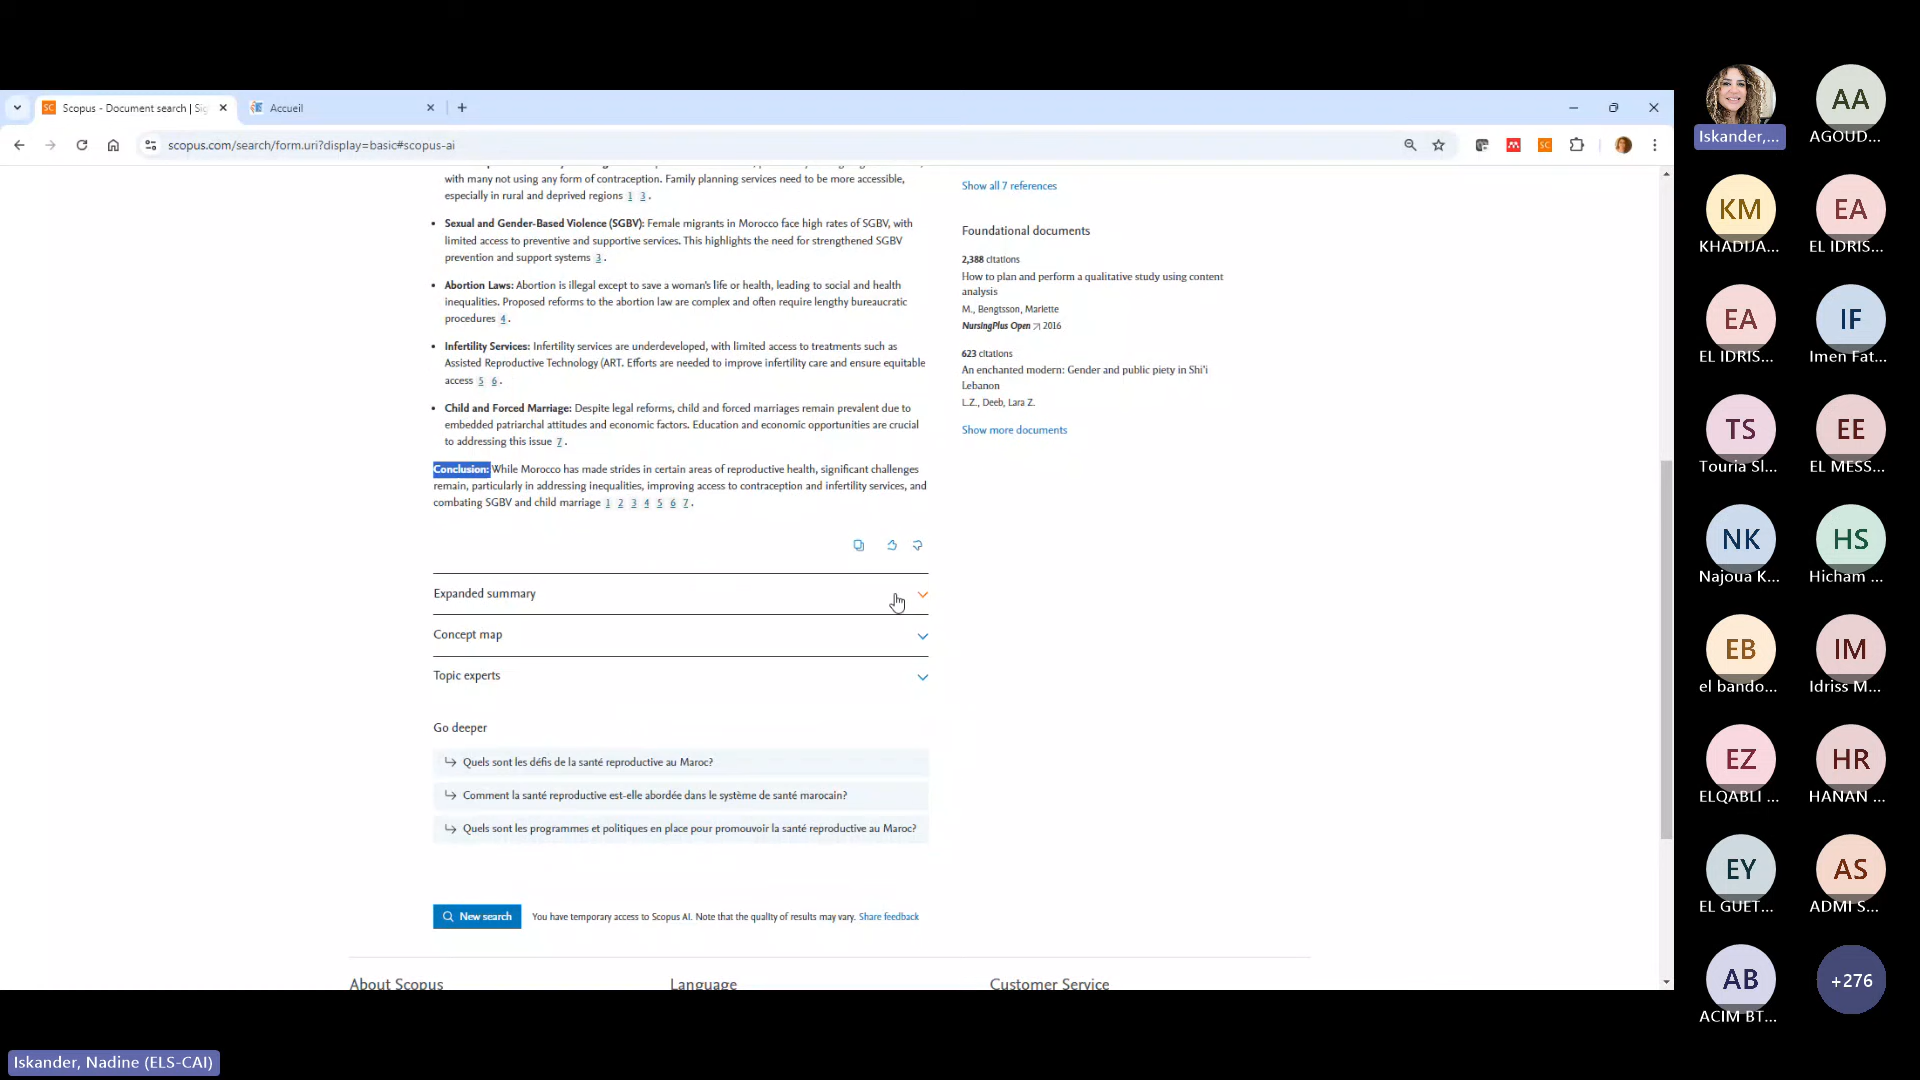 Scopus - Document search | Sig
Accueil
scopus.com/search/form.uri?display=basic#scopus-ai
with many not using any form of contraception. Family planning services need to be more accessible,
especially in rural and deprived regions 1 3 .
• Sexual and Gender-Based Violence (SGBV): Female migrants in Morocco face high rates of SGBV, with
limited access to preventive and supportive services. This highlights the need for strengthened SGBV
prevention and support systems 3 .
• Abortion Laws: Abortion is illegal except to save a woman's life or health, leading to social and health
inequalities. Proposed reforms to the abortion law are complex and often require lengthy bureaucratic
procedures 4 .
• Infertility Services: Infertility services are underdeveloped, with limited access to treatments such as
Assisted Reproductive Technology (ART. Efforts are needed to improve infertility care and ensure equitable
access 5 6 .
• Child and Forced Marriage: Despite legal reforms, child and forced marriages remain prevalent due to
embedded patriarchal attitudes and economic factors. Education and economic opportunities are crucial
to addressing this issue 7 .
Conclusion: While Morocco has made strides in certain areas of reproductive health, significant challenges
remain, particularly in addressing inequalities, improving access to contraception and infertility services, and
combating SGBV and child marriage 1 2 3 4 5 6 7 .
Expanded summary
Concept map
Topic experts
Go deeper
Quels sont les défis de la santé reproductive au Maroc?
Comment la santé reproductive est-elle abordée dans le système de santé marocain?
Quels sont les programmes et politiques en place pour promouvoir la santé reproductive au Maroc?
New search
You have temporary access to Scopus AI. Note that the quality of results may vary. Share feedback
Show all 7 references
Foundational documents
2,388 citations
How to plan and perform a qualitative study using content
analysis
M., Bengtsson, Mariette
NursingPlus Open 2016
623 citations
An enchanted modern: Gender and public piety in Shi'i
Lebanon
L.Z., Deeb, Lara Z.
Show more documents
About Scopus
Language
Customer Service
Iskander,...
AA
AGOUD...
KM
KHADIJA...
EA
EL IDRIS...
EA
EL IDRIS...
IF
Imen Fat...
TS
Touria Sl...
EE
EL MESS...
NK
Najoua K...
HS
Hicham ...
EB
el bando...
IM
Idriss M...
EZ
ELQABLI ...
HR
HANAN ...
EY
EL GUET...
AS
ADMI S...
AB
ACIM BT...
+276
Iskander, Nadine (ELS-CAI)